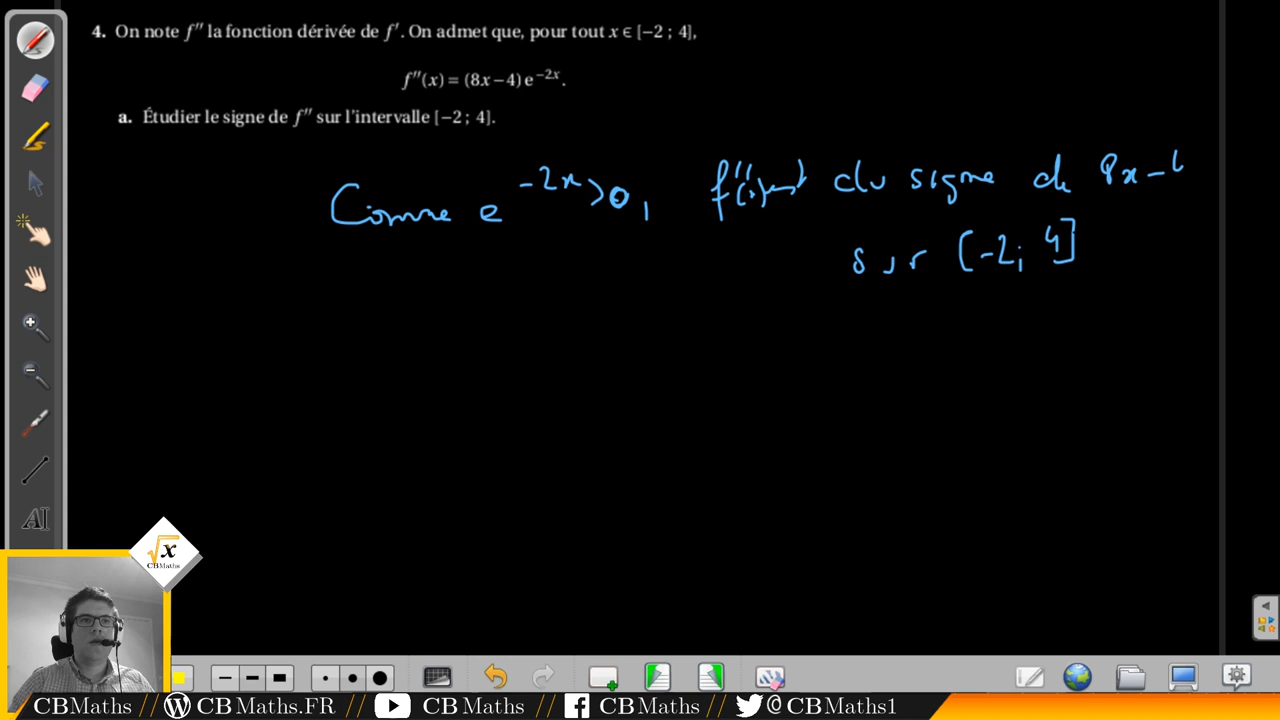 4. On note f″ la fonction dérivée de f′. On admet que, pour tout x ∈ [−2 ; 4],
f″(x) = (8x − 4) e^{−2x}.
a. Étudier le signe de f″ sur l'intervalle [−2 ; 4].
Comme e^{-2x} > 0, f″(x) est du signe de 8x - 4
sur [-2; 4]
AI
√x
CBMaths
CBMaths // CBMaths.FR // CBMaths // CBMaths // @CBMaths1